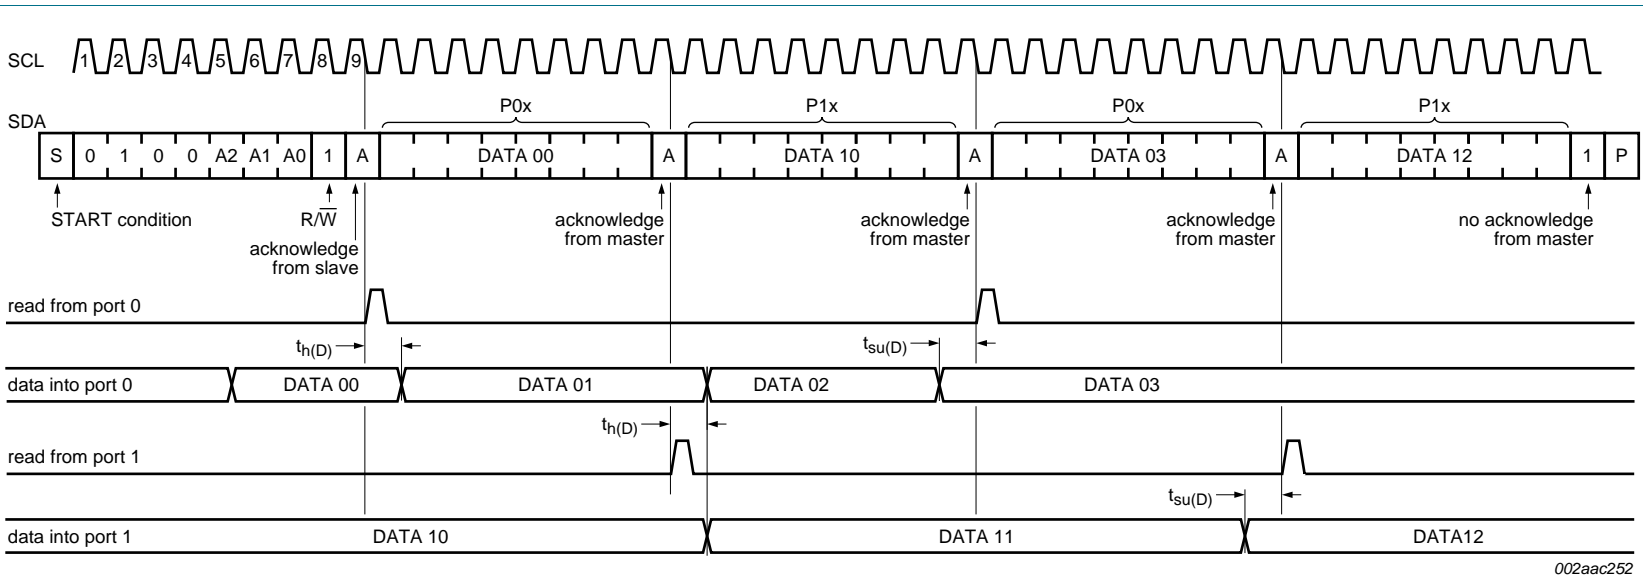 SCL 1 2 3 4 5 6 7 8 9
P0x P1x P0x P1x
SDA
S 0 1 0 0 A2 A1 A0 1 A DATA 00 A DATA 10 A DATA 03 A DATA 12 1 P
START condition R/W acknowledge from master acknowledge from master acknowledge from master no acknowledge from master
acknowledge from slave
read from port 0
th(D) tsu(D)
data into port 0 DATA 00 DATA 01 DATA 02 DATA 03
th(D)
read from port 1
tsu(D)
data into port 1 DATA 10 DATA 11 DATA12
002aac252